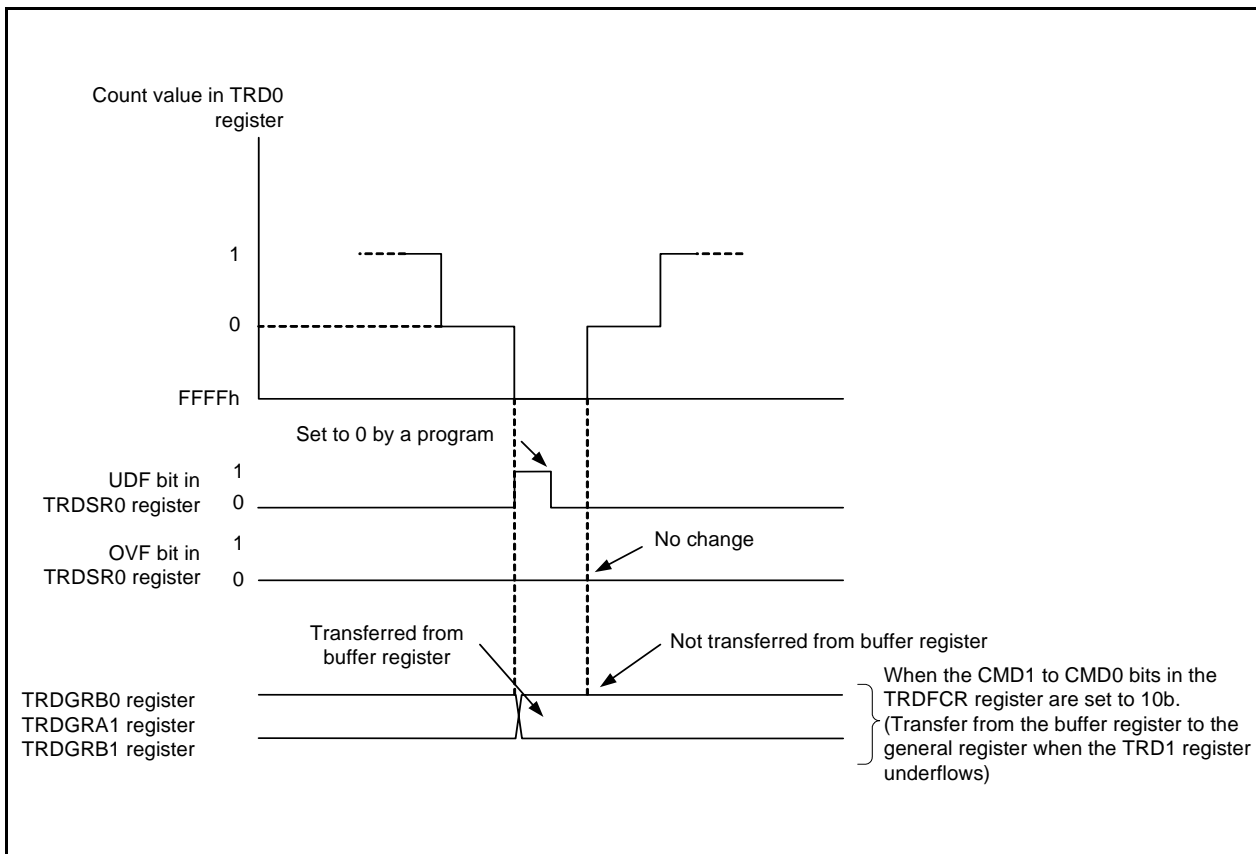 Count value in TRD0
register
1
0
FFFFh
Set to 0 by a program
UDF bit in
TRDSR0 register
1
0
OVF bit in
TRDSR0 register
1
0
No change
Transferred from
buffer register
Not transferred from buffer register
TRDGRB0 register
TRDGRA1 register
TRDGRB1 register
When the CMD1 to CMD0 bits in the
TRDFCR register are set to 10b.
(Transfer from the buffer register to the
general register when the TRD1 register
underflows)